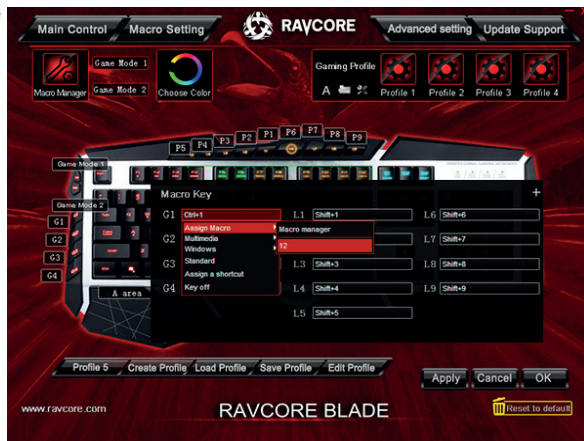 Main Control Macro Setting RAVCORE Advanced setting Update Support
Macro Manager
Game Mode 1
Game Mode 2
Choose Color
Gaming Profile
A
Profile 1 Profile 2 Profile 3 Profile 4
P5 P4 P3 P2 P1 P6 P7 P8 P9
Game Mode 1
Game Mode 2
G1
G2
G3
G4
A area
Macro Key +
G1 Ctrl+1 L1 Shift+1 L6 Shift+6
Assign Macro Macro manager
G2 Multimedia 12 L7 Shift+7
Windows
G3 Standard L3 Shift+3 L8 Shift+8
Assign a shortcut
G4 Key off L4 Shift+4 L9 Shift+9
L5 Shift+5
Profile 5 Create Profile Load Profile Save Profile Edit Profile
Apply Cancel OK
www.ravcore.com RAVCORE BLADE Reset to default